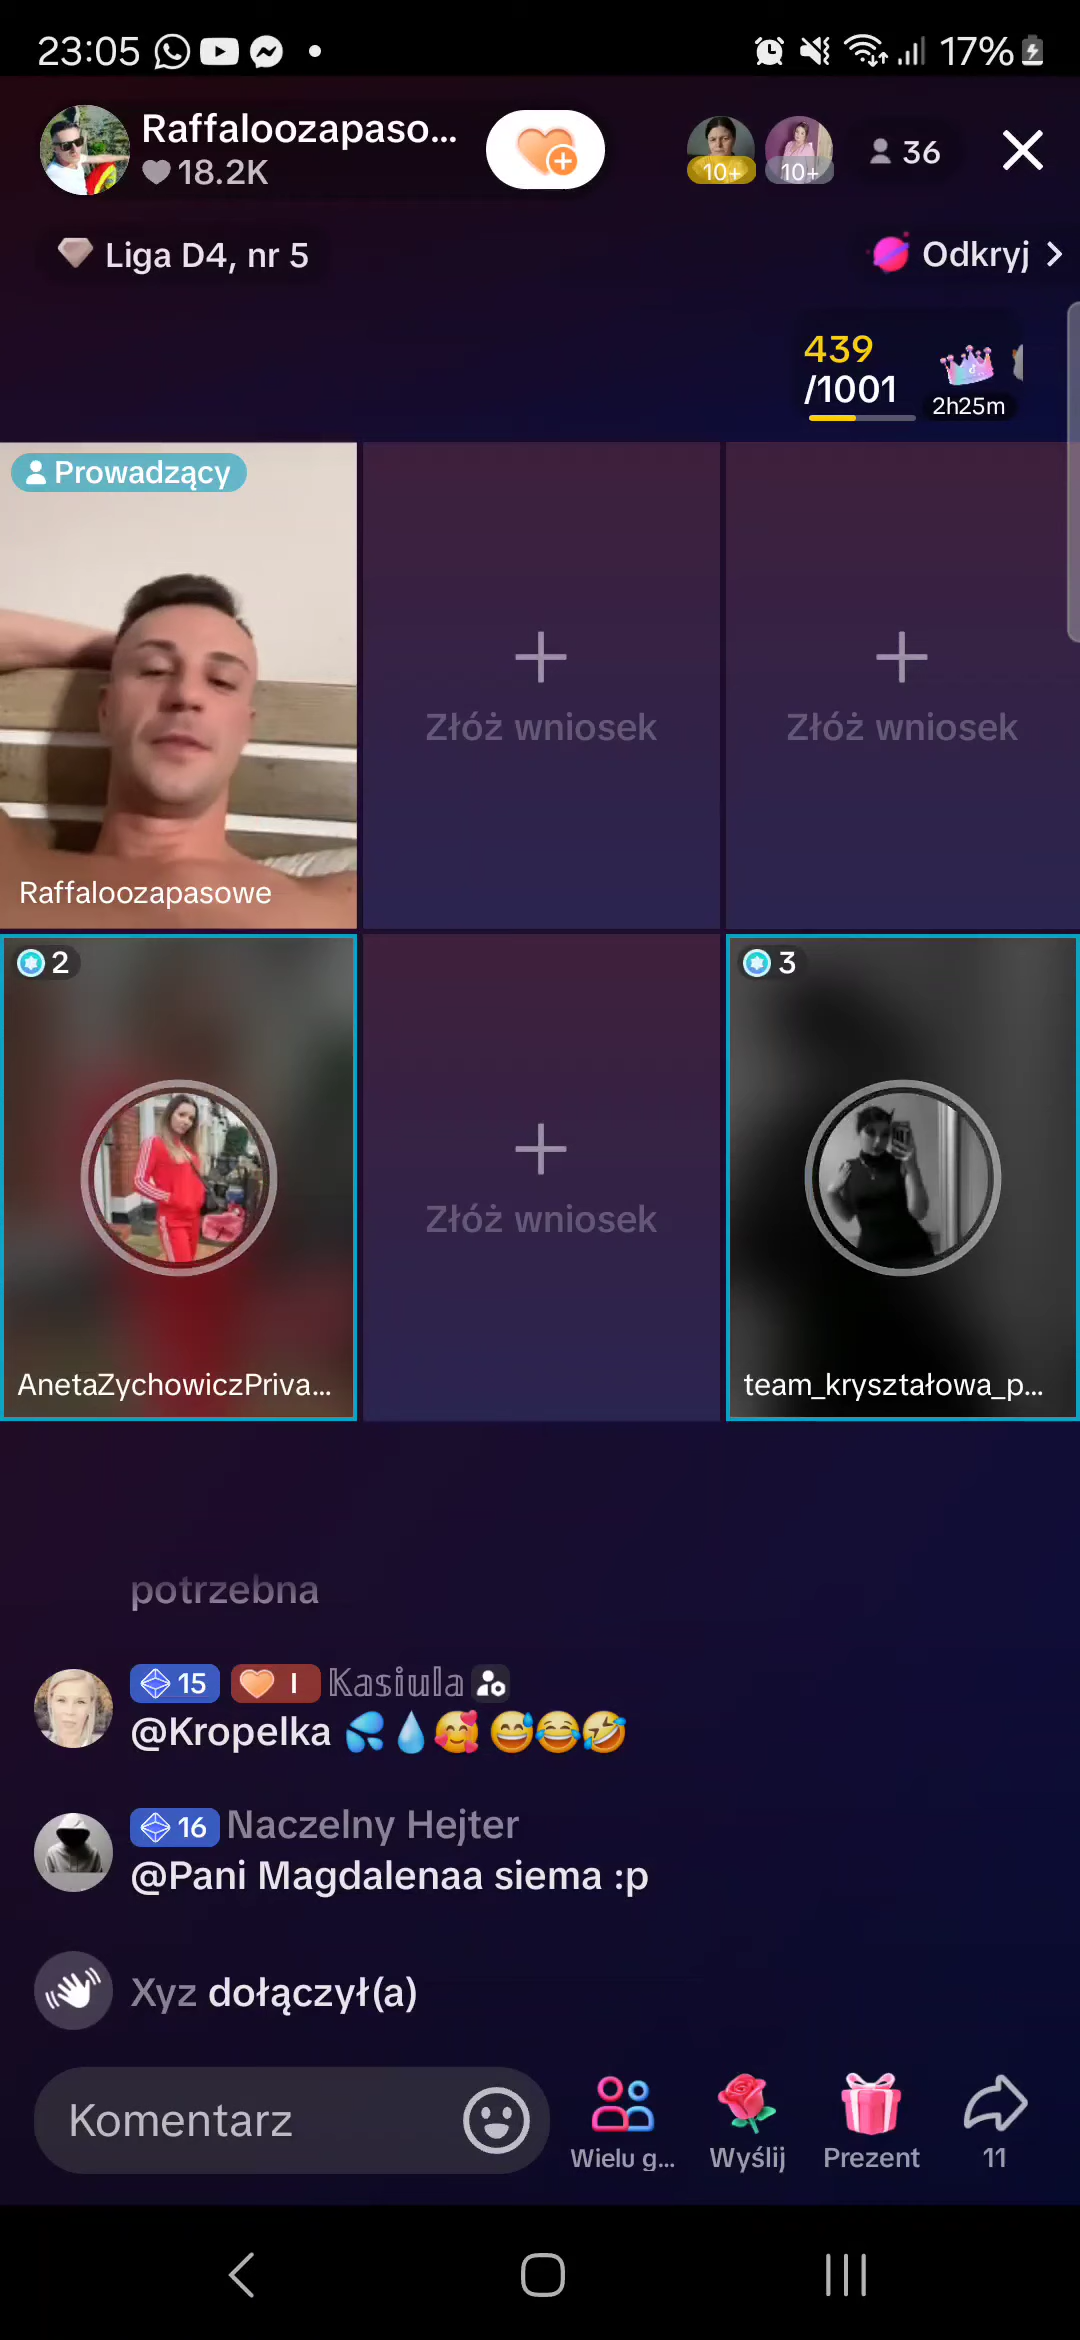 23:05
17%
Raffaloozapaso...
18.2K
10+
10+
36
Liga D4, nr 5
Odkryj
439
/1001
2h25m
Prowadzący
Złóż wniosek
Złóż wniosek
Raffaloozapasowe
2
3
Złóż wniosek
AnetaZychowiczPriva...
team_kryształowa_p...
potrzebna
15 I 𝕂𝕒𝕤𝕚𝕦𝕝𝕒
@Kropelka 💦💧🥰😅😂🤣
16 Naczelny Hejter
@Pani Magdalenaa siema :p
Xyz dołączył(a)
Komentarz
Wielu g...
Wyślij
Prezent
11